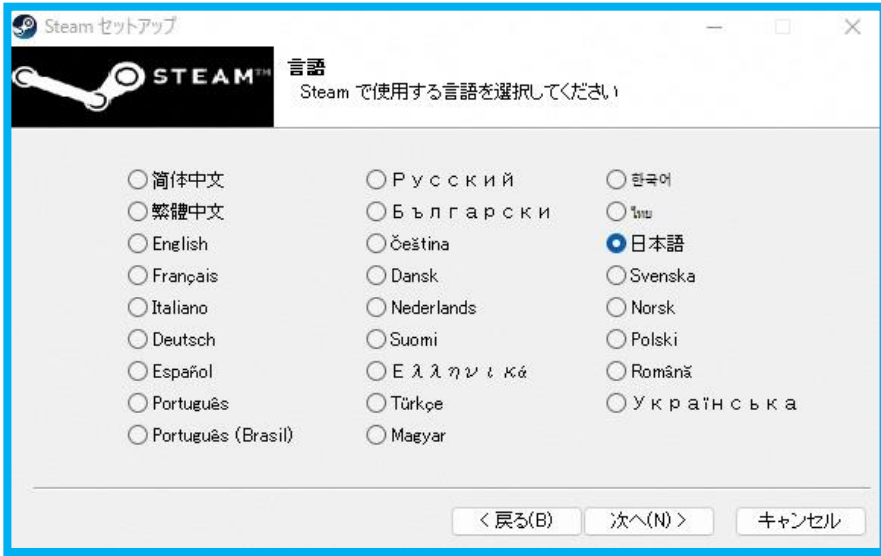 Steam セットアップ
STEAM™
言語
Steam で使用する言語を選択してください
简体中文
繁體中文
English
Français
Italiano
Deutsch
Español
Português
Português (Brasil)
Русский
Български
Čeština
Dansk
Nederlands
Suomi
Ελληνικά
Türkçe
Magyar
한국어
ไทย
日本語
Svenska
Norsk
Polski
Română
Українська
< 戻る(B)
次へ(N) >
キャンセル